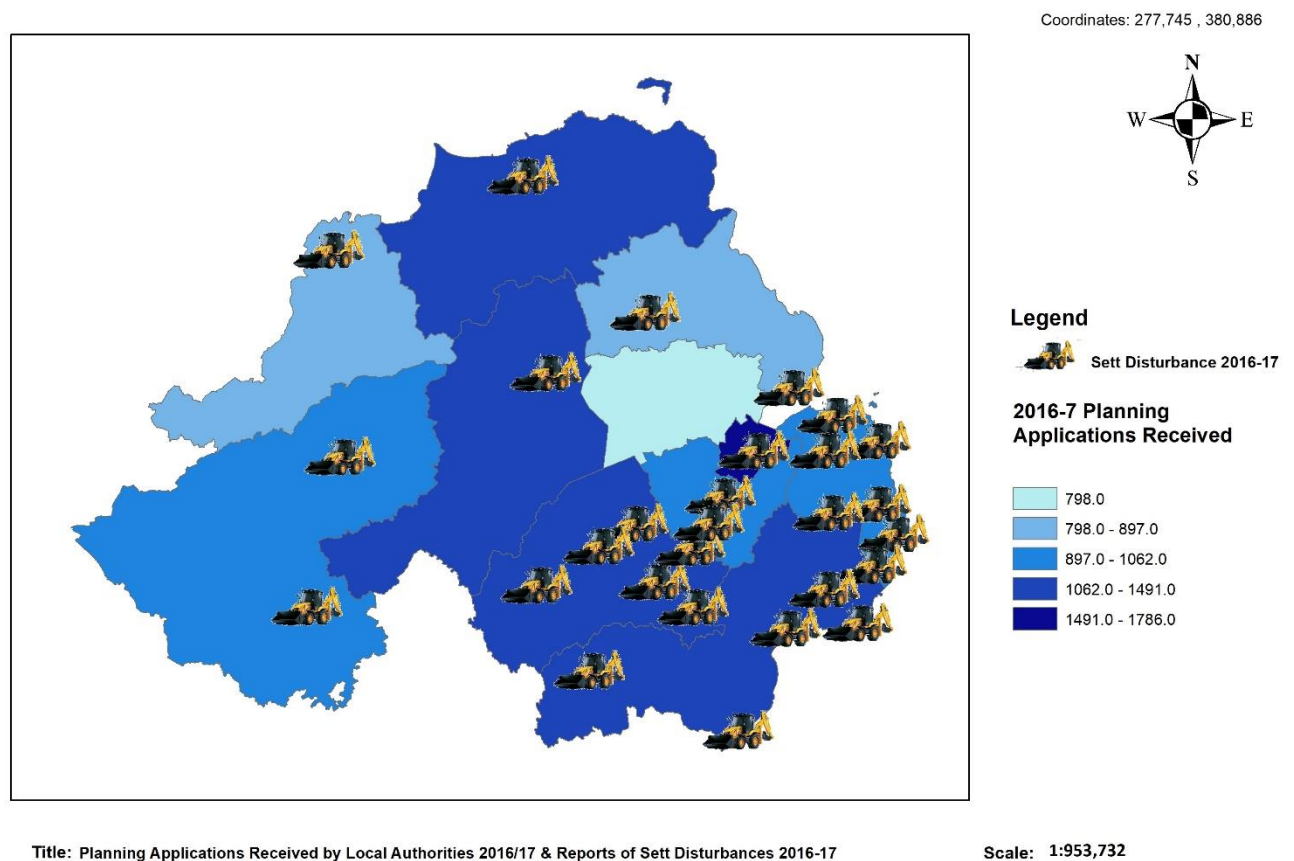 Coordinates: 277,745 , 380,886
N
W E
S
Legend
Sett Disturbance 2016-17
2016-7 Planning
Applications Received
798.0
798.0 - 897.0
897.0 - 1062.0
1062.0 - 1491.0
1491.0 - 1786.0
Title: Planning Applications Received by Local Authorities 2016/17 & Reports of Sett Disturbances 2016-17
Scale: 1:953,732